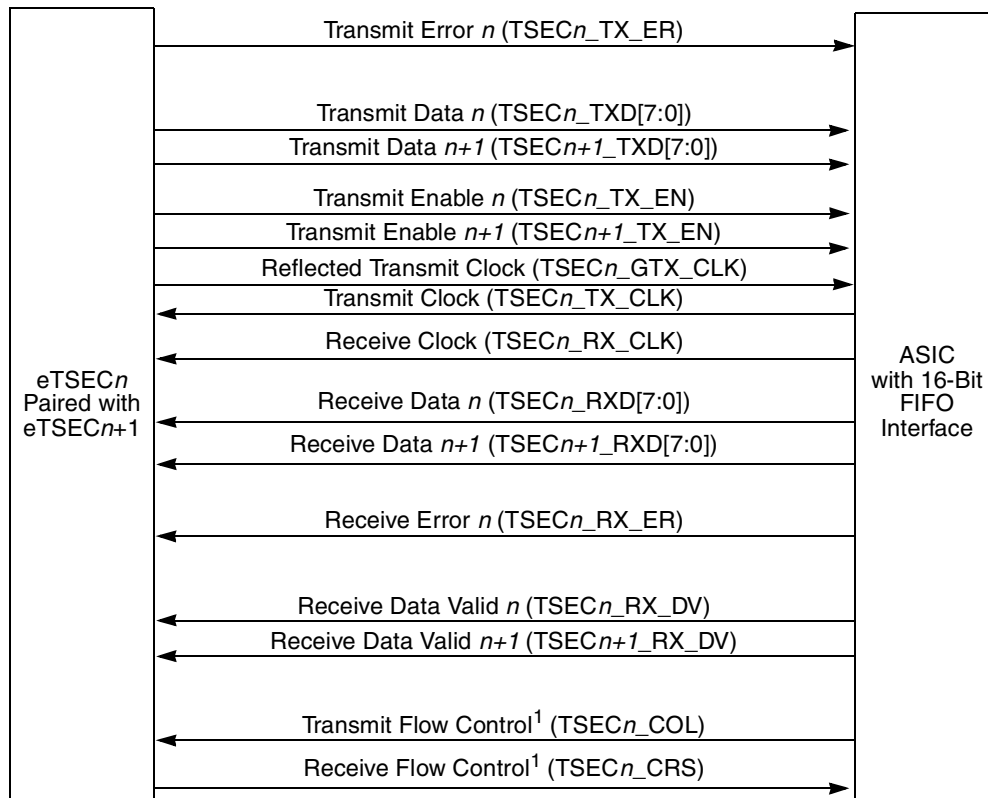 Transmit Error n (TSECn_TX_ER)
Transmit Data n (TSECn_TXD[7:0])
Transmit Data n+1 (TSECn+1_TXD[7:0])
Transmit Enable n (TSECn_TX_EN)
Transmit Enable n+1 (TSECn+1_TX_EN)
Reflected Transmit Clock (TSECn_GTX_CLK)
Transmit Clock (TSECn_TX_CLK)
Receive Clock (TSECn_RX_CLK)
eTSECn
Paired with
eTSECn+1
ASIC
with 16-Bit
FIFO
Interface
Receive Data n (TSECn_RXD[7:0])
Receive Data n+1 (TSECn+1_RXD[7:0])
Receive Error n (TSECn_RX_ER)
Receive Data Valid n (TSECn_RX_DV)
Receive Data Valid n+1 (TSECn+1_RX_DV)
Transmit Flow Control¹ (TSECn_COL)
Receive Flow Control¹ (TSECn_CRS)